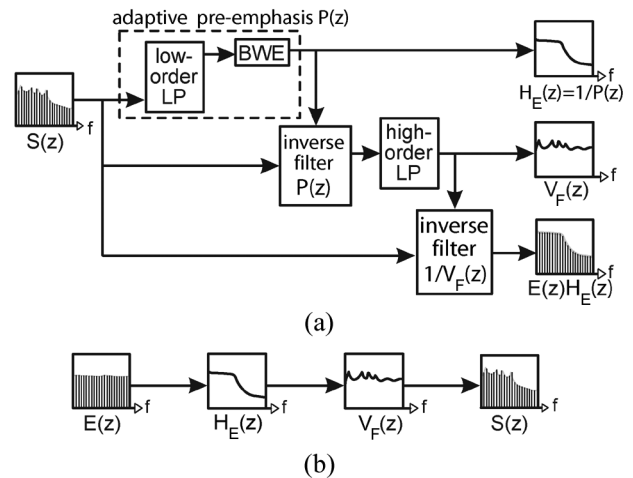 adaptive pre-emphasis P(z)
low-
order
LP
BWE
f
S(z)
f
H_E(z)=1/P(z)
inverse
filter
P(z)
high-
order
LP
f
V_F(z)
inverse
filter
1/V_F(z)
f
E(z)H_E(z)
(a)
f
E(z)
f
H_E(z)
f
V_F(z)
f
S(z)
(b)